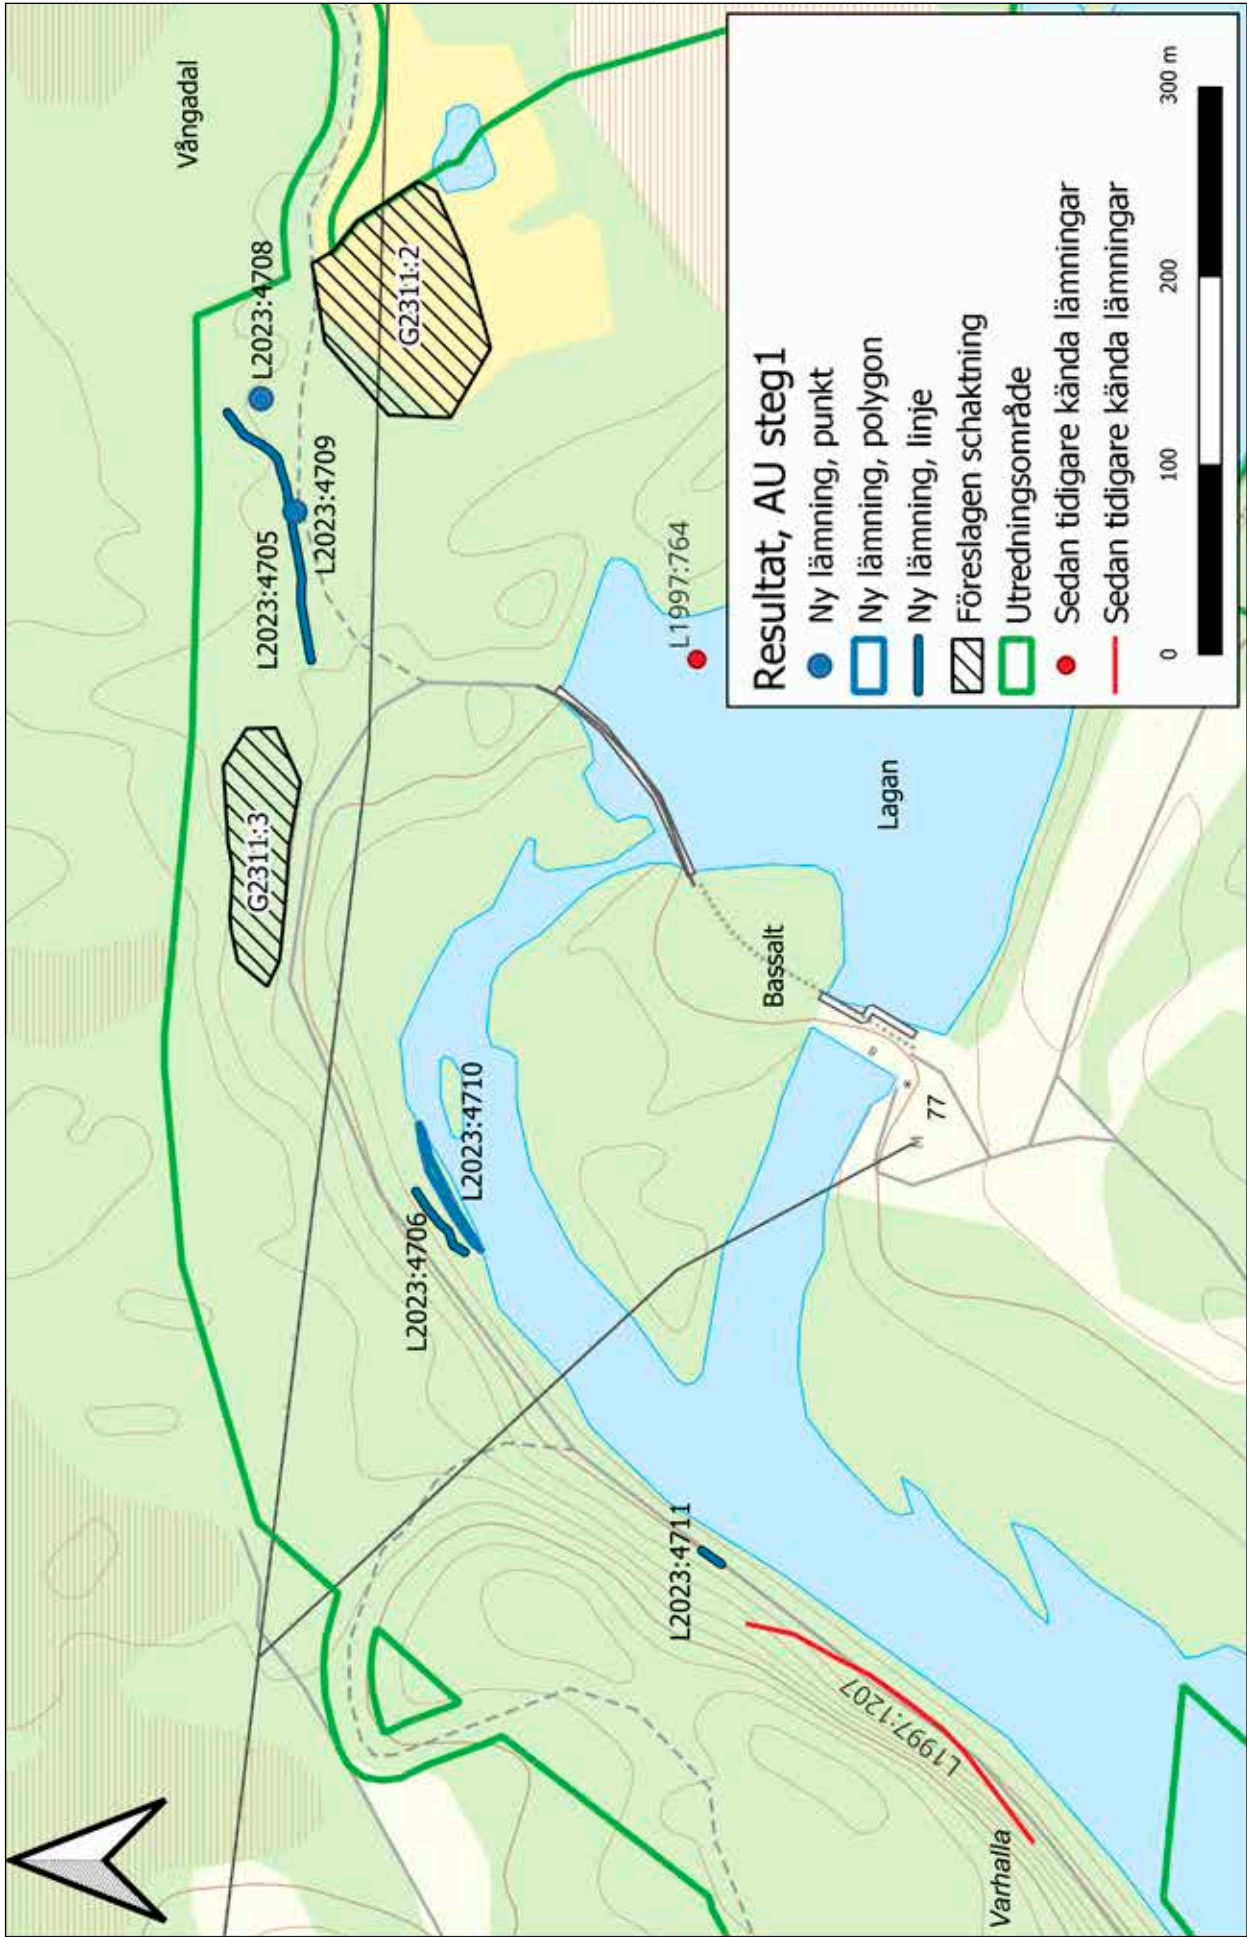 Vångadal
L2023:4708
G2311:2
L2023:4705
L2023:4709
G2311:3
L1997:764
L2023:4710
L2023:4706
Lagan
Bassalt
77
M
L2023:4711
L1997:1207
Varhalla
Resultat, AU steg1
Ny lämning, punkt
Ny lämning, polygon
Ny lämning, linje
Föreslagen schaktning
Utredningsområde
Sedan tidigare kända lämningar
Sedan tidigare kända lämningar
0 100 200 300 m